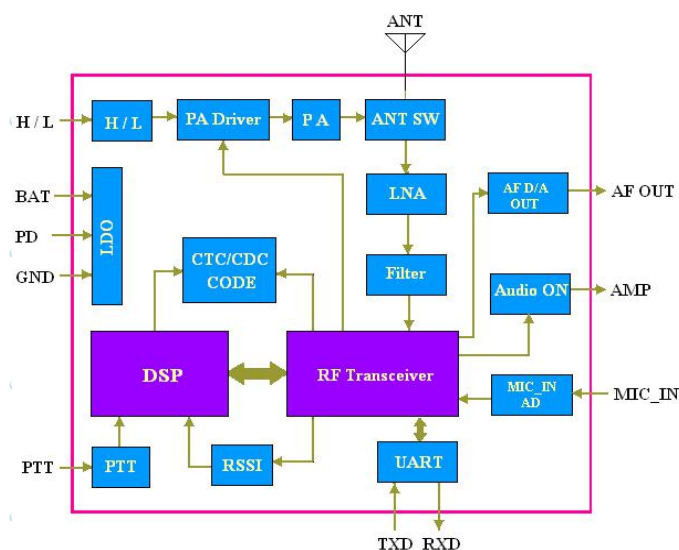 ANT
H / L
H / L
PA Driver
P A
ANT SW
BAT
PD
GND
LDO
LNA
AF D/A
OUT
AF OUT
CTC/CDC
CODE
Filter
Audio ON
AMP
DSP
RF Transceiver
MIC_IN
AD
MIC_IN
PTT
PTT
RSSI
UART
TXD
RXD